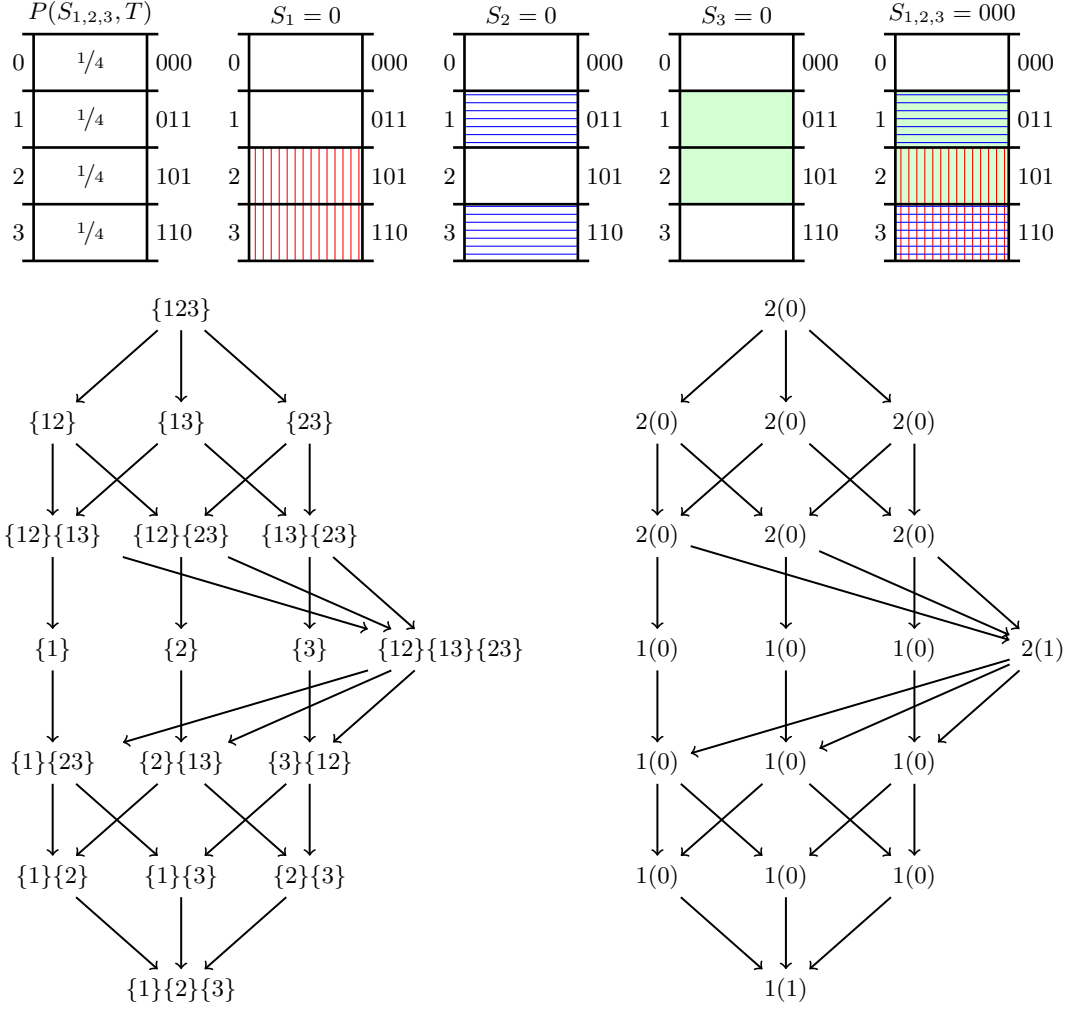 P(S₁,₂,₃, T) S₁ = 0 S₂ = 0 S₃ = 0 S₁,₂,₃ = 000
0 1/4 000 0 000 0 000 0 000 0 000
1 1/4 011 1 011 1 011 1 011 1 011
2 1/4 101 2 101 2 101 2 101 2 101
3 1/4 110 3 110 3 110 3 110 3 110
{123} 2(0)
{12} {13} {23} 2(0) 2(0) 2(0)
{12}{13} {12}{23} {13}{23} 2(0) 2(0) 2(0)
{1} {2} {3} {12}{13}{23} 1(0) 1(0) 1(0) 2(1)
{1}{23} {2}{13} {3}{12} 1(0) 1(0) 1(0)
{1}{2} {1}{3} {2}{3} 1(0) 1(0) 1(0)
{1}{2}{3} 1(1)